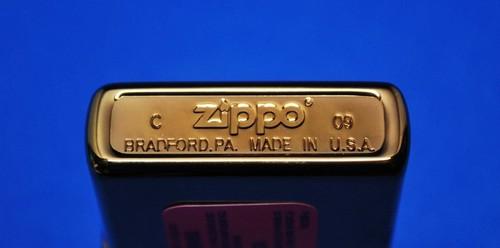 C zippo® 09
BRADFORD,PA. MADE IN U.S.A.